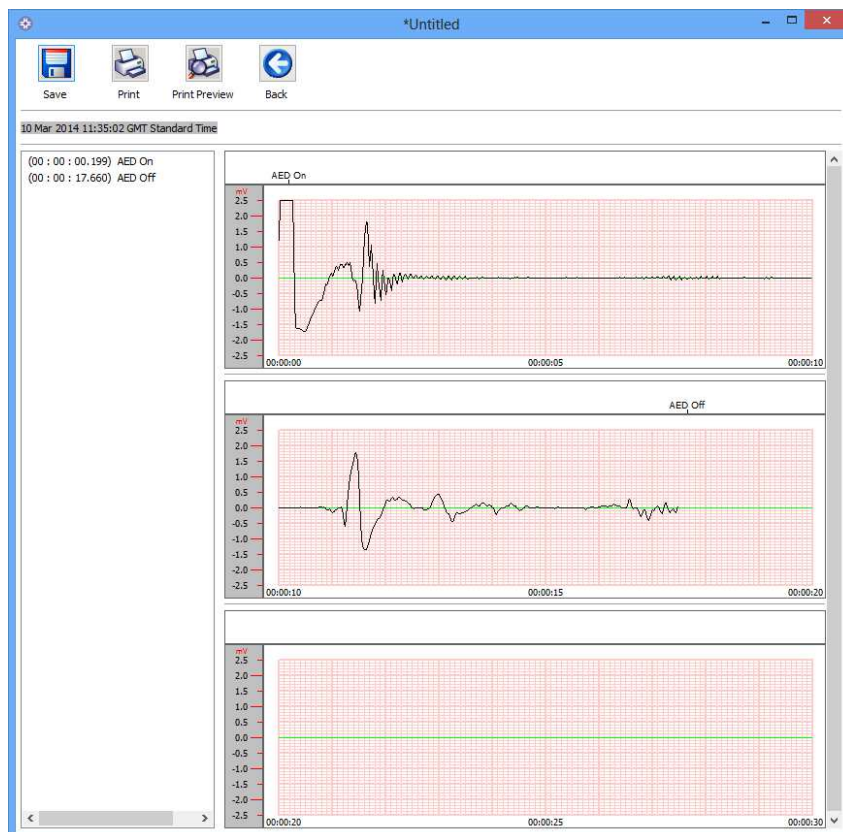 *Untitled
Save Print Print Preview Back
10 Mar 2014 11:35:02 GMT Standard Time
(00 : 00 : 00.199) AED On
(00 : 00 : 17.660) AED Off
AED On
mV
2.5
2.0
1.5
1.0
0.5
0.0
-0.5
-1.0
-1.5
-2.0
-2.5
00:00:00 00:00:05 00:00:10
AED Off
mV
2.5
2.0
1.5
1.0
0.5
0.0
-0.5
-1.0
-1.5
-2.0
-2.5
00:00:10 00:00:15 00:00:20
mV
2.5
2.0
1.5
1.0
0.5
0.0
-0.5
-1.0
-1.5
-2.0
-2.5
00:00:20 00:00:25 00:00:30